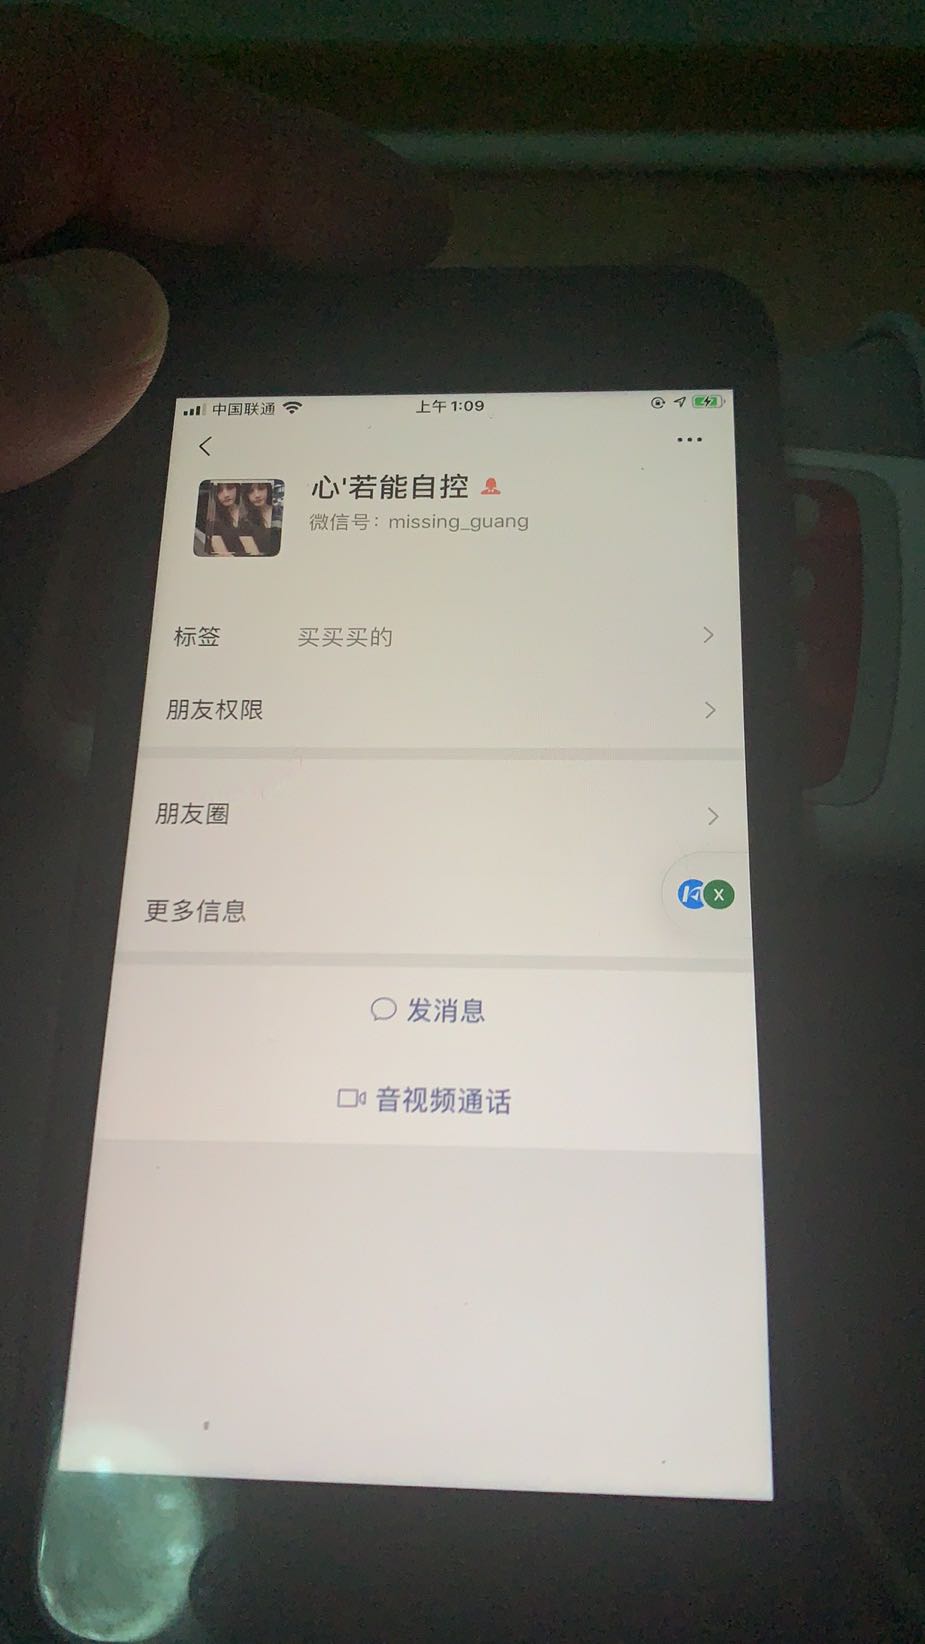 中国联通
上午1:09
心'若能自控
微信号：missing_guang
标签 买买买的
朋友权限
朋友圈
X
更多信息
发消息
音视频通话